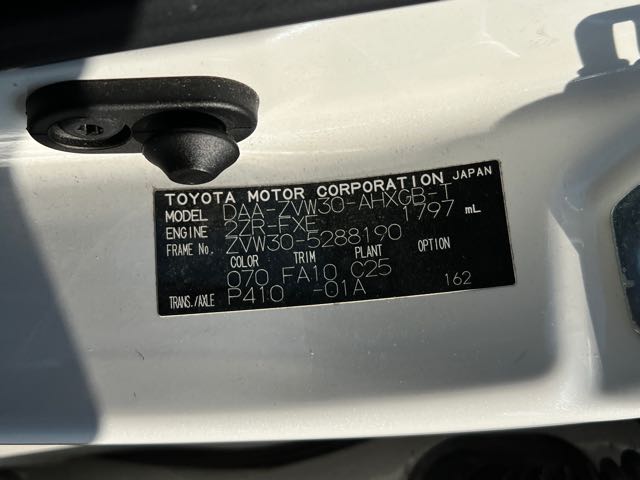 TOYOTA MOTOR CORPORATION JAPAN
MODEL DAA-ZVW30-AHXGB-T
ENGINE 2ZR-FXE 1797 mL
FRAME No. ZVW30-5288190
COLOR TRIM PLANT
070 FA10 C25
TRANS./AXLE P410 -01A 162